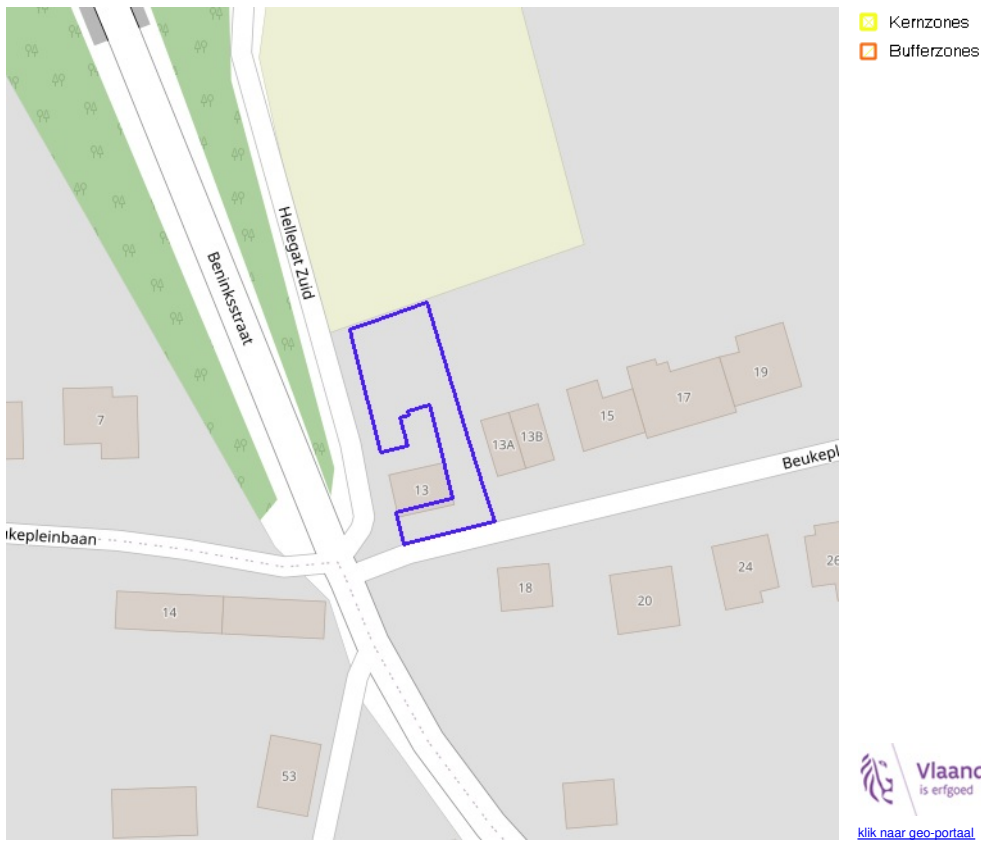 Kernzones
Bufferzones
Hellegat Zuid
Beninksstraat
7
19
17
15
13A
13B
13
Beukepl
ikepleinbaan
14
18
20
24
26
53
Vlaand
is erfgoed
klik naar geo-portaal